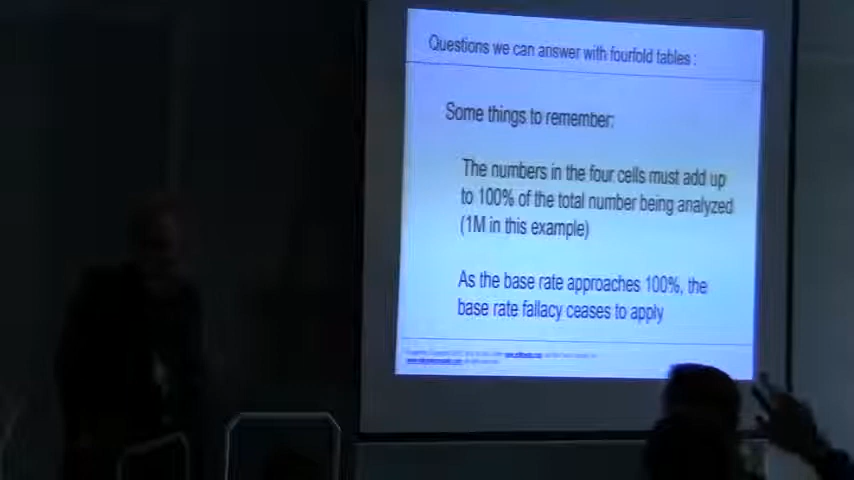 Questions we can answer with fourfold tables :
Some things to remember:
The numbers in the four cells must add up
to 100% of the total number being analyzed
(1M in this example)
As the base rate approaches 100%, the
base rate fallacy ceases to apply